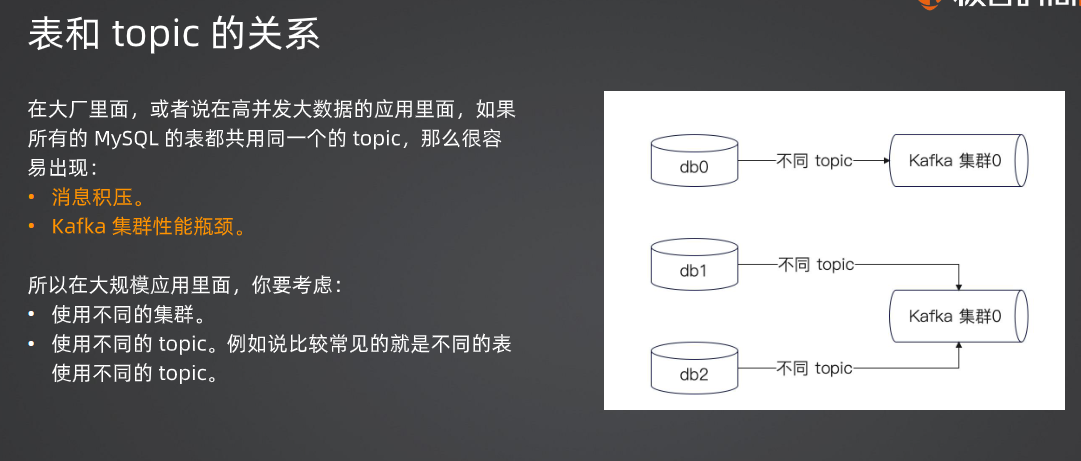 表和 topic 的关系
在大厂里面，或者说在高并发大数据的应用里面，如果
所有的 MySQL 的表都共用同一个的 topic，那么很容
易出现：
• 消息积压。
• Kafka 集群性能瓶颈。
所以在大规模应用里面，你要考虑：
• 使用不同的集群。
• 使用不同的 topic。例如说比较常见的就是不同的表
使用不同的 topic。
db0
不同 topic
Kafka 集群0
db1
不同 topic
Kafka 集群0
db2
不同 topic